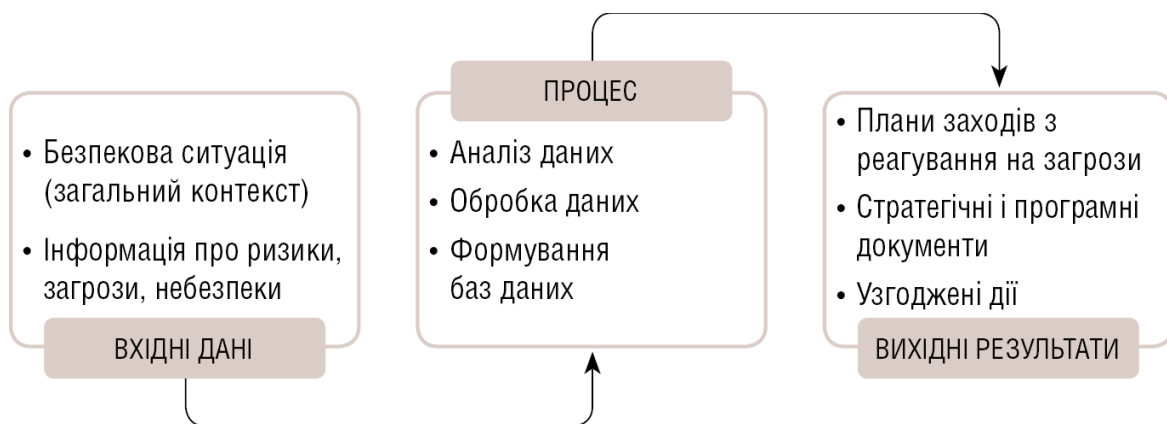 • Безпекова ситуація
(загальний контекст)
• Інформація про ризики,
загрози, небезпеки
ВХІДНІ ДАНІ
ПРОЦЕС
• Аналіз даних
• Обробка даних
• Формування
баз даних
• Плани заходів з
реагування на загрози
• Стратегічні і програмні
документи
• Узгоджені дії
ВИХІДНІ РЕЗУЛЬТАТИ